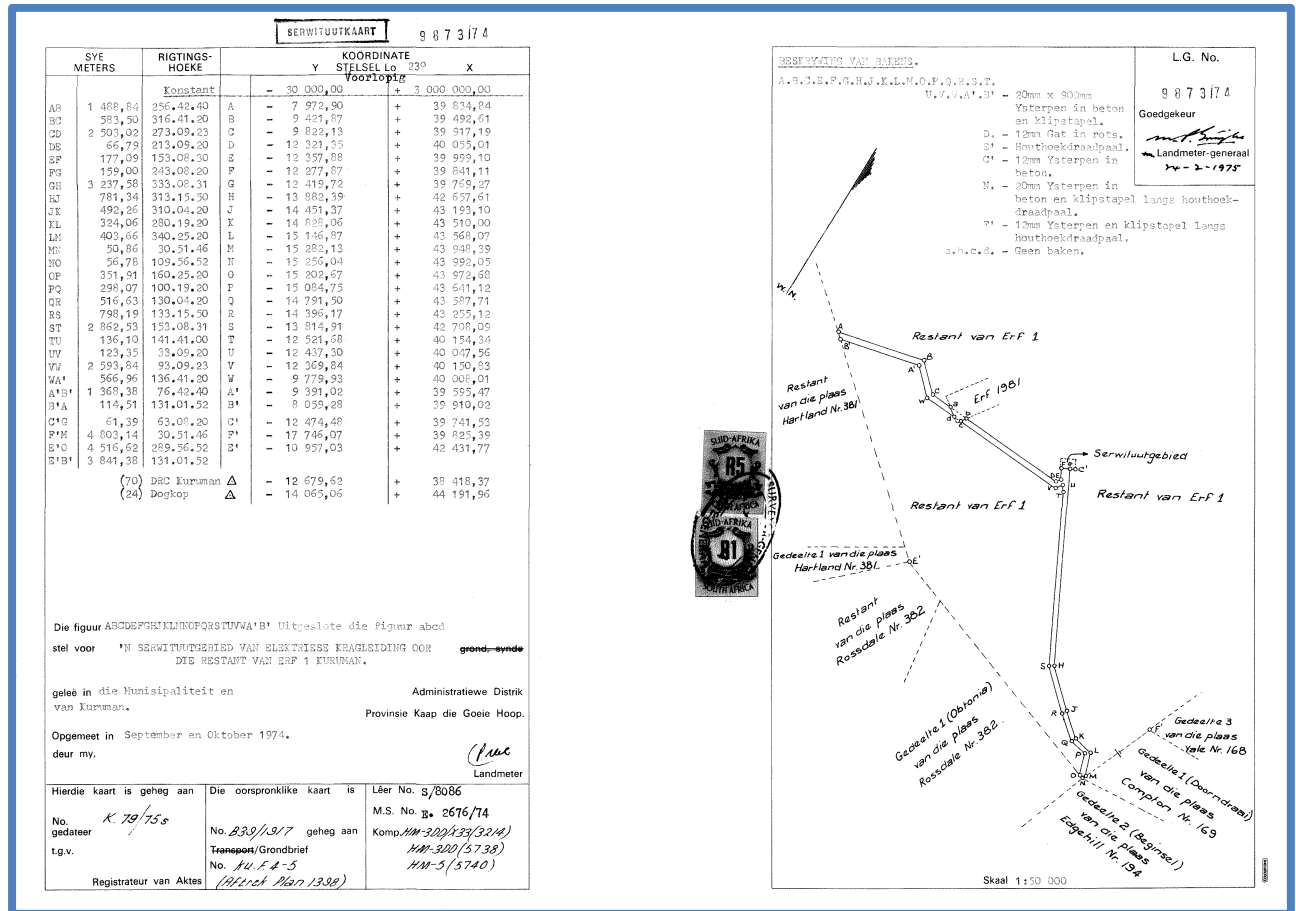 SERWITUUTKAART
9873/74
SYE METERS RIGTINGS-HOEKE KOÖRDINATE Y STELSEL Lo 23° X
Voorlopig
Konstant - 30 000,00 + 3 000 000,00
AB 1 488,84 256.42.40 A - 7 972,90 + 39 834,84
BC 583,50 316.41.20 B - 9 421,87 + 39 492,61
CD 2 503,02 273.09.23 C - 9 822,13 + 39 917,19
DE 66,79 213.09.20 D - 12 321,35 + 40 055,01
EF 177,09 153.08.30 E - 12 357,88 + 39 999,10
FG 159,00 243.08.20 F - 12 277,87 + 39 841,11
GH 3 237,58 333.08.31 G - 12 419,72 + 39 769,27
HJ 781,34 313.15.50 H - 13 882,39 + 42 657,61
JK 492,26 310.04.20 J - 14 451,37 + 43 193,10
KL 324,06 280.19.20 K - 14 828,06 + 43 510,00
LM 403,66 340.25.20 L - 15 146,87 + 43 568,07
MN 50,86 30.51.46 M - 15 282,13 + 43 948,39
NO 56,78 109.56.52 N - 15 256,04 + 43 992,05
OP 351,91 160.25.20 O - 15 202,67 + 43 972,68
PQ 298,07 100.19.20 P - 15 084,75 + 43 641,12
QR 516,63 130.04.20 Q - 14 791,50 + 43 587,71
RS 798,19 133.15.50 R - 14 396,17 + 43 255,12
ST 2 862,53 153.08.31 S - 13 814,91 + 42 708,09
TU 136,10 141.41.00 T - 12 521,68 + 40 154,34
UV 123,35 33.09.20 U - 12 437,30 + 40 047,56
VW 2 593,84 93.09.23 V - 12 369,84 + 40 150,83
WA' 566,96 136.41.20 W - 9 779,93 + 40 008,01
A'B' 1 368,38 76.42.40 A' - 9 391,02 + 39 595,47
B'A 114,51 131.01.52 B' - 8 059,28 + 39 910,02
C'G 61,39 63.08.20 C' - 12 474,48 + 39 741,53
F'M 4 803,14 30.51.46 F' - 17 746,07 + 39 825,39
E'O 4 516,62 289.56.52 E' - 10 957,03 + 42 431,77
E'B' 3 841,38 131.01.52
(70) DRC Kuruman △ - 12 679,62 + 38 418,37
(24) Dogkop △ - 14 065,06 + 44 191,96
Die figuur ABCDEFGHJKLMNOPQRSTUVWA'B' Uitgeslote die figuur abcd
stel voor 'N SERWITUUTGEBIED VAN ELEKTRIESE KRAGLEIDING OOR grond, synde
DIE RESTANT VAN ERF 1 KURUMAN.
geleë in die Munisipaliteit en Administratiewe Distrik
van Kuruman. Provinsie Kaap die Goeie Hoop.
Opgemeet in September en Oktober 1974.
deur my,
Landmeter
Hierdie kaart is geheg aan
No. K.79/75s
gedateer
t.g.v.
Registrateur van Aktes
Die oorspronklike kaart is
No. B39/1917 geheg aan
Transport/Grondbrief
No. KU.F.4-5
(Aftrek Plan 1398)
Lêer No. S/8086
M.S. No. E. 2676/74
Komp. HM-3DD/X33(3214)
HM-3DD(5738)
HM-5(5740)
SUID-AFRIKA
R5
SUID-AFRIKA
R1
SOUTH AFRICA
BESKRYWING VAN BAKENS.
A.B.C.E.F.G.H.J.K.L.M.O.P.Q.R.S.T.
U.V.W.A'.B' - 20mm x 900mm
Ysterpen in beton
en klipstapel.
D. - 12mm Gat in rots.
E' - Houthoekdraadpaal.
C' - 12mm Ysterpen in
beton.
N. - 20mm Ysterpen in
beton en klipstapel langs houthoek-
draadpaal.
F' - 12mm Ysterpen en klipstapel langs
houthoekdraadpaal.
a.b.c.d. - Geen baken.
L.G. No.
9873/74
Goedgekeur
Landmeter-generaal
24-2-1975
W.N.
A
B'
Restant van Erf 1
B
A'
Restant
van die plaas
Hartland Nr. 381
W
C
a
Erf 1981
d
b
c
Serwituutgebied
F
G
C'
D
E
V
U
T
Restant van Erf 1
Restant van Erf 1
Gedeelte 1 van die plaas
Hartland Nr. 381
E'
Restant
van die plaas
Rossdale Nr. 382
S
H
Gedeelte 1 (Obtonia)
van die plaas
Rossdale Nr. 382
R
J
Q
K
P
L
O
M
N
F'
Gedeelte 3
van die plaas
Yale Nr. 168
Gedeelte 1 (Doorndraai)
van die plaas
Compton Nr. 169
Gedeelte 2 (Beginsel)
van die plaas
Edgehill Nr. 194
Skaal 1:50 000